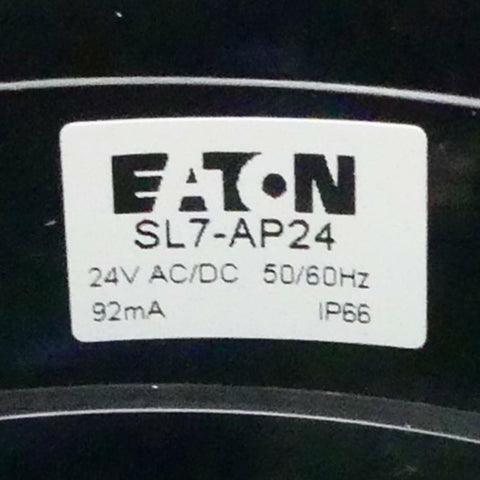 EATON
SL7-AP24
24V AC/DC 50/60Hz
92mA IP66